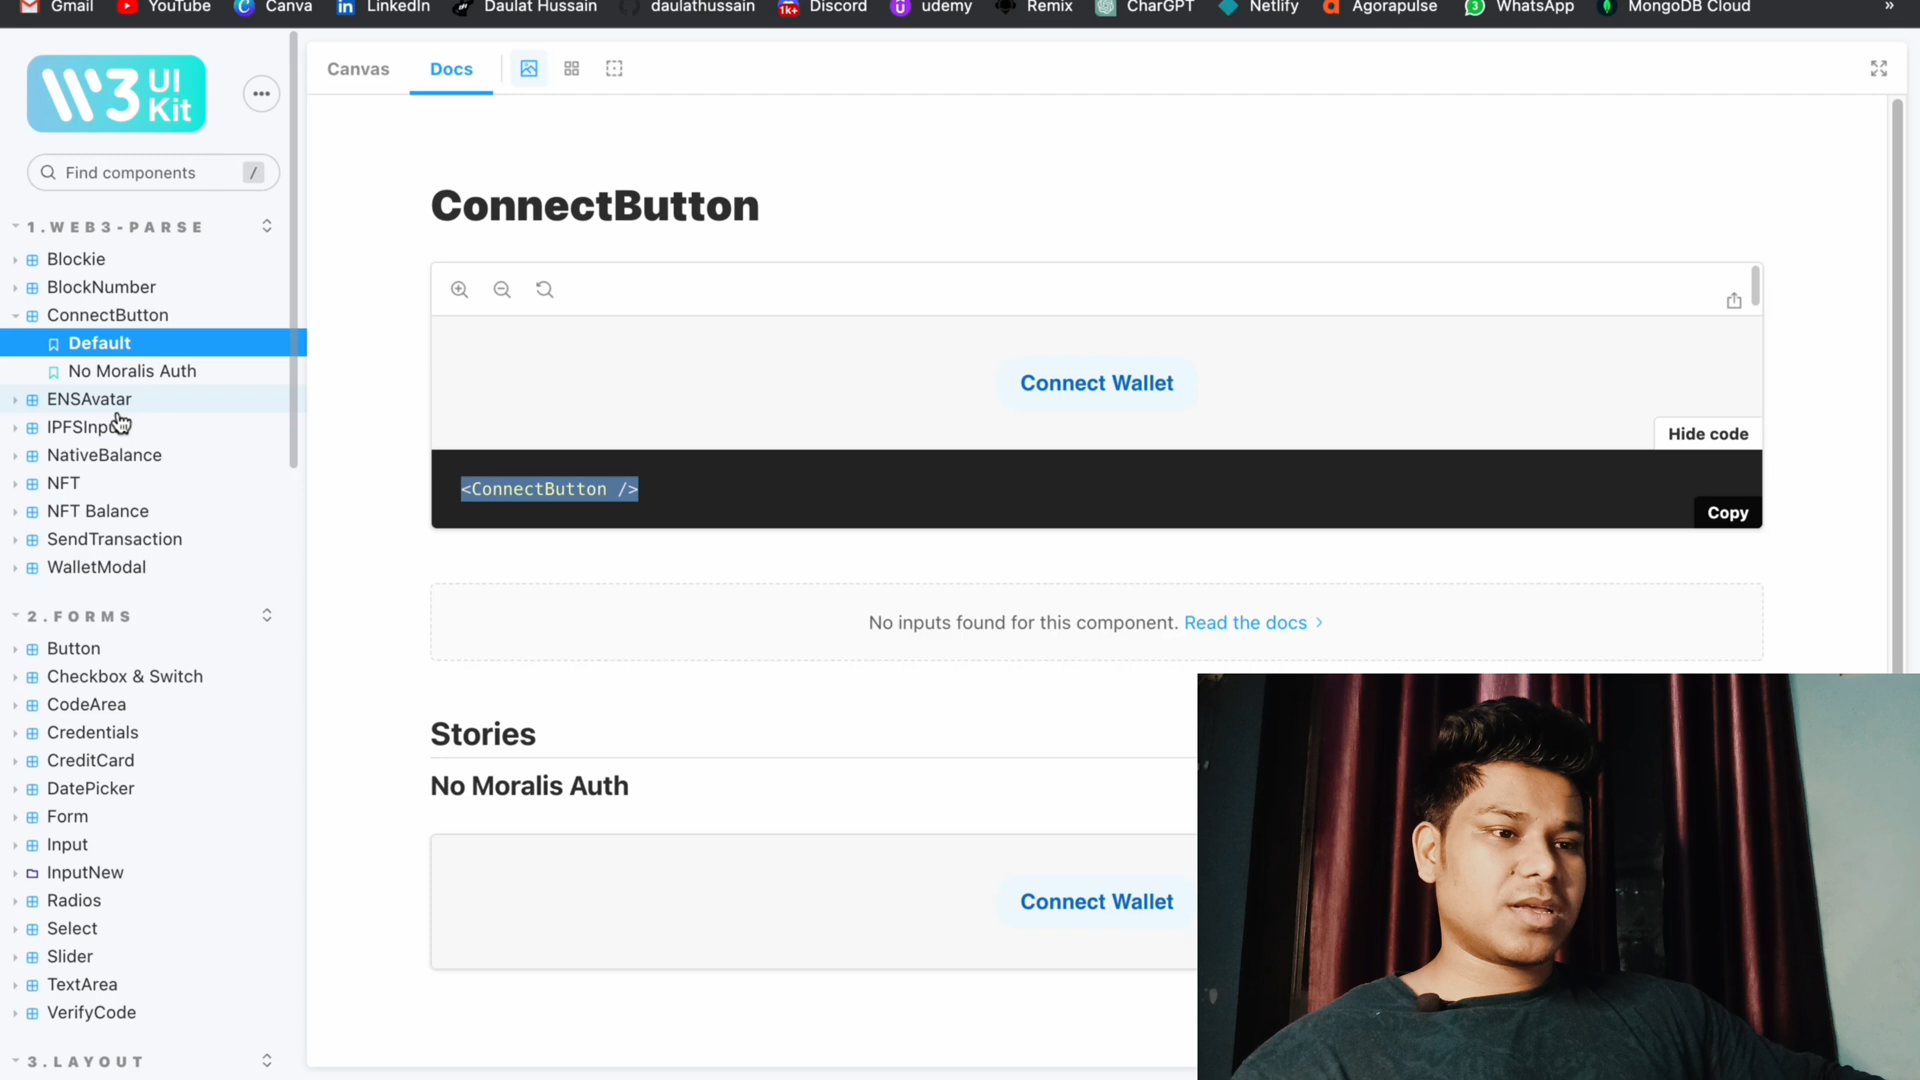 Gmail YouTube Canva LinkedIn Daulat Hussain daulathussain Discord udemy Remix CharGPT Netlify Agorapulse WhatsApp MongoDB Cloud »
W3 UI Kit
Find components /
1.WEB3-PARSE
Blockie
BlockNumber
ConnectButton
Default
No Moralis Auth
ENSAvatar
NativeBalance
NFT
NFT Balance
SendTransaction
WalletModal
2.FORMS
Button
Checkbox & Switch
CodeArea
Credentials
CreditCard
DatePicker
Form
Input
InputNew
Radios
Select
Slider
TextArea
VerifyCode
3.LAYOUT
Canvas Docs
ConnectButton
Connect Wallet
Hide code
<ConnectButton />
Copy
No inputs found for this component. Read the docs >
Stories
No Moralis Auth
Connect Wallet